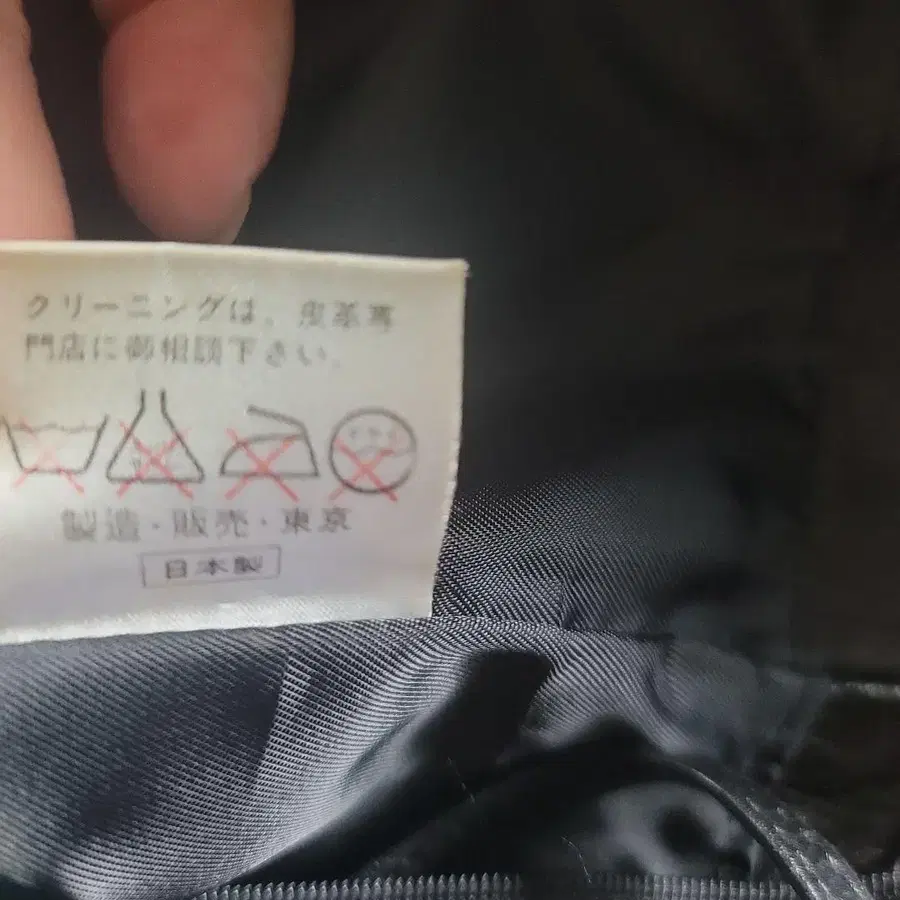 クリーニングは、皮革専
門店に御相談下さい。
製造・販売・東京
日本製